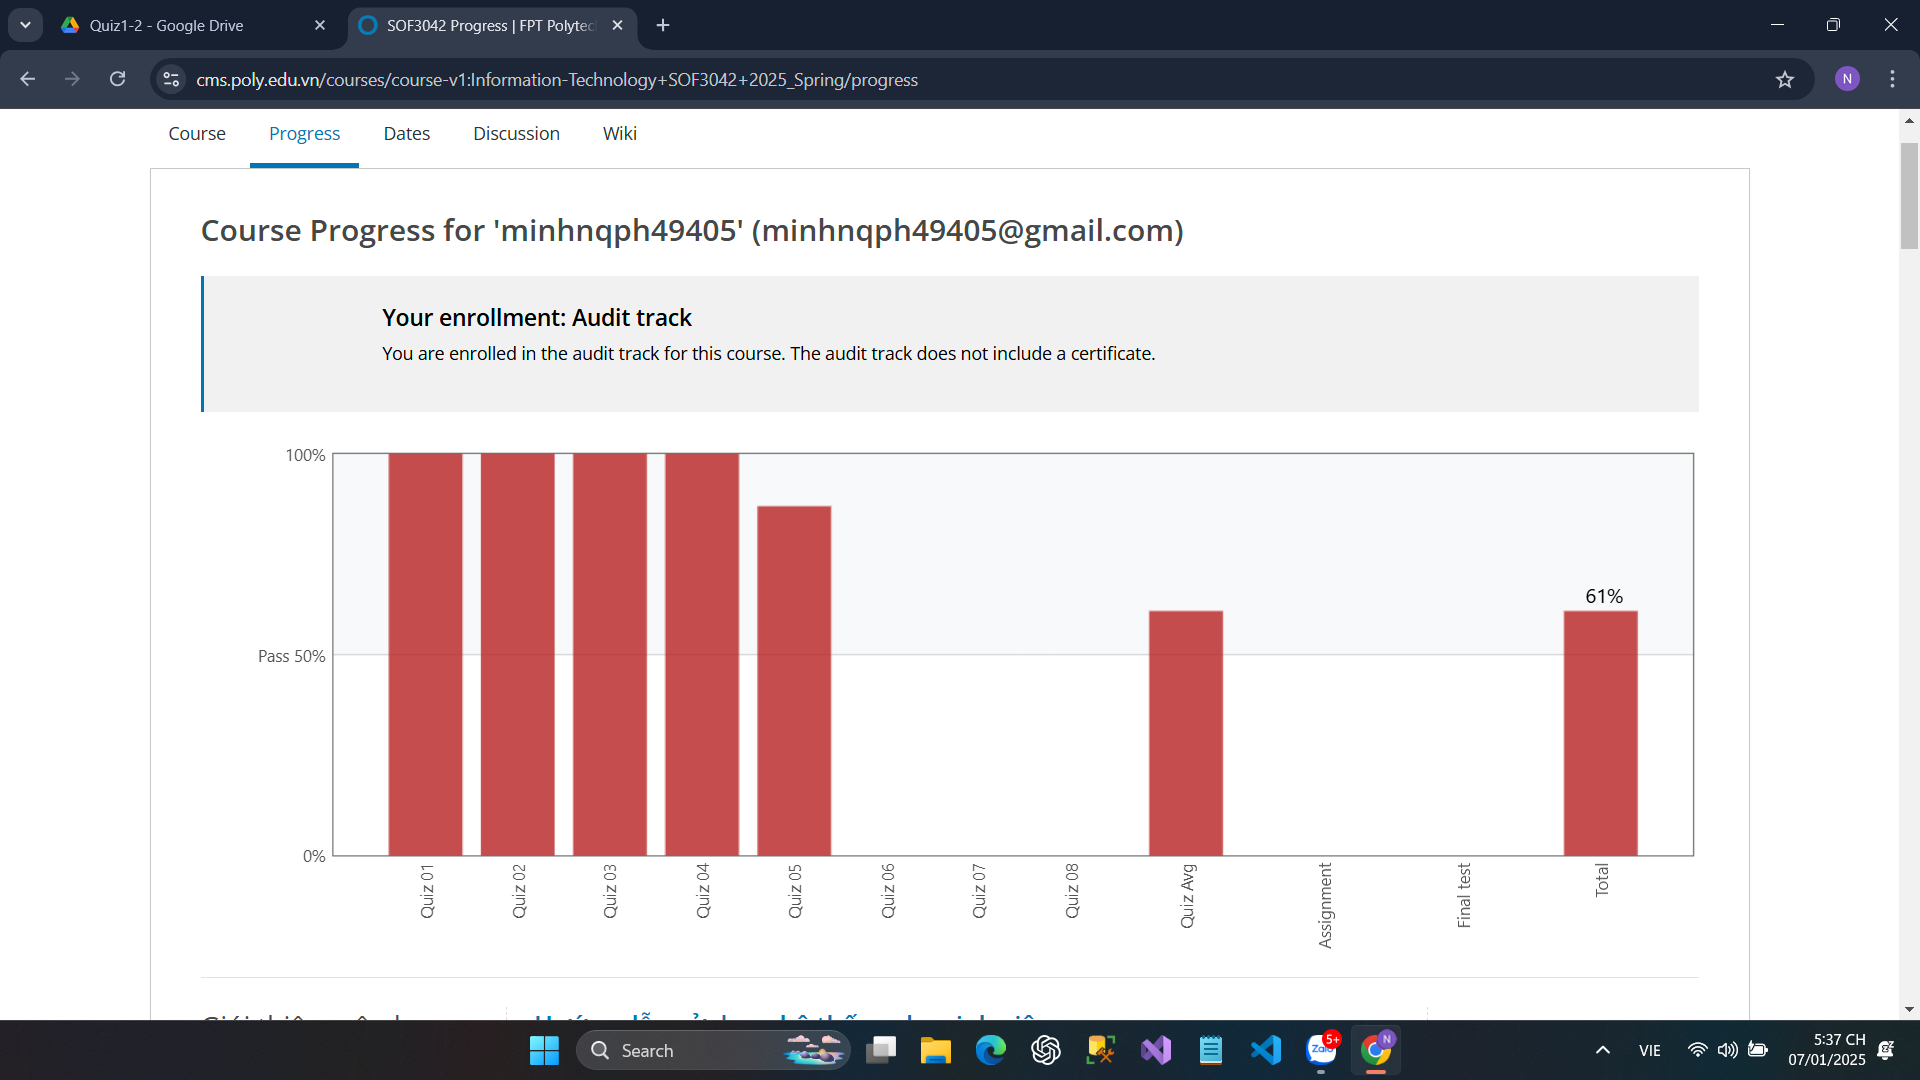 Quiz1-2 - Google Drive
SOF3042 Progress | FPT Polytec
cms.poly.edu.vn/courses/course-v1:Information-Technology+SOF3042+2025_Spring/progress
N
Course
Progress
Dates
Discussion
Wiki
Course Progress for 'minhnqph49405' (minhnqph49405@gmail.com)
Your enrollment: Audit track
You are enrolled in the audit track for this course. The audit track does not include a certificate.
100%
Pass 50%
0%
61%
Quiz 01
Quiz 02
Quiz 03
Quiz 04
Quiz 05
Quiz 06
Quiz 07
Quiz 08
Quiz Avg
Assignment
Final test
Total
Search
Zalo
5+
N
VIE
5:37 CH
07/01/2025